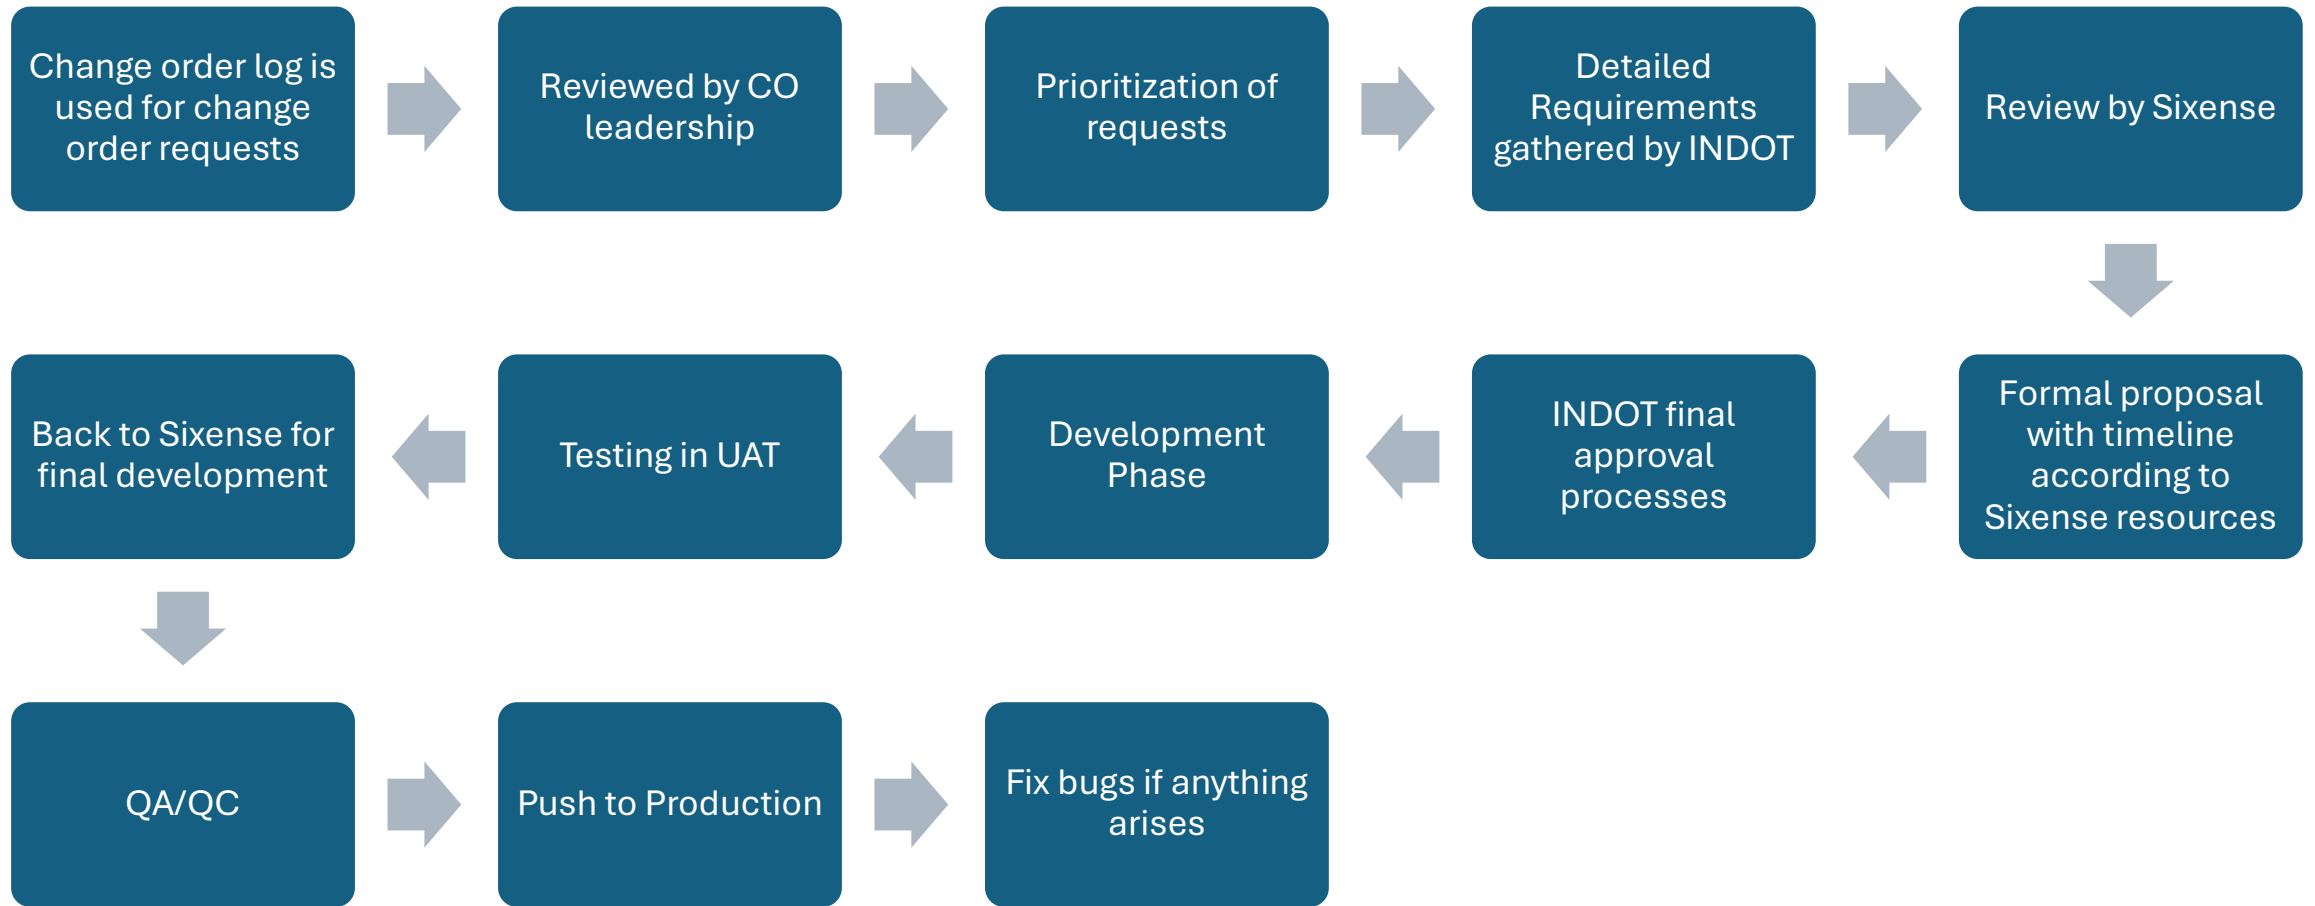 Change order log is
used for change
order requests
Reviewed by CO
leadership
Prioritization of
requests
Detailed
Requirements
gathered by INDOT
Review by Sixense
Formal proposal
with timeline
according to
Sixense resources
INDOT final
approval
processes
Development
Phase
Testing in UAT
Back to Sixense for
final development
QA/QC
Push to Production
Fix bugs if anything
arises